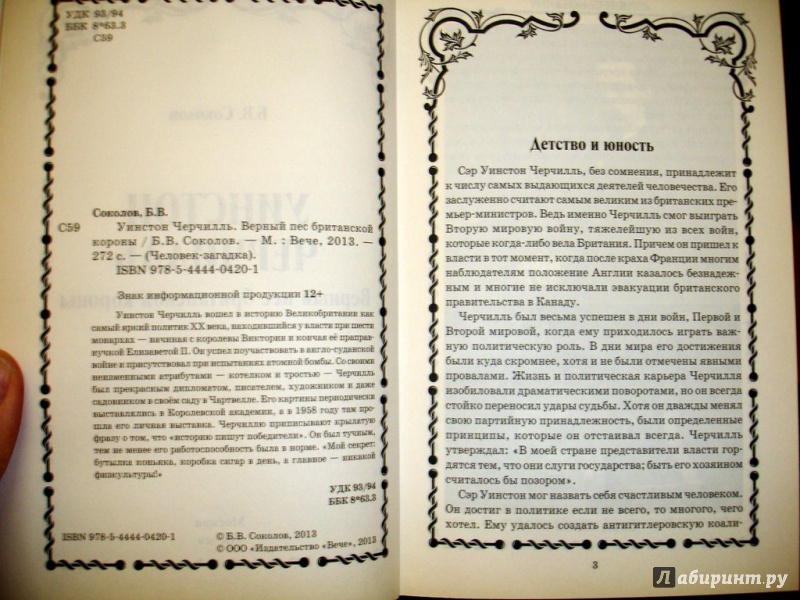 УДК 93/94
ББК 8*63.3
С59
Соколов, Б.В.
С59 Уинстон Черчилль. Верный пес британской
короны / Б.В. Соколов. — М. : Вече, 2013. —
272 с. — (Человек-загадка).
ISBN 978-5-4444-0420-1
Знак информационной продукции 12+
Уинстон Черчилль вошел в историю Великобритании как
самый яркий политик XX века, находившийся у власти при шести
монархах — начиная с королевы Виктории и кончая её праправ-
нучкой Елизаветой II. Он успел поучаствовать в англо-суданской
войне и присутствовал при испытаниях атомной бомбы. Со своими
неизменными атрибутами — котелком и тростью — Черчилль
был прекрасным дипломатом, писателем, художником и даже
садовником в своём саду в Чартвелле. Его картины периодически
выставлялись в Королевской академии, а в 1958 году там про-
шла его личная выставка. Черчиллю приписывают крылатую
фразу о том, что «историю пишут победители». Он был тучным,
тем не менее его работоспособность была в норме. «Мой секрет:
бутылка коньяка, коробка сигар в день, а главное — никакой
физкультуры!»
УДК 93/94
ББК 8*63.3
ISBN 978-5-4444-0420-1
© Б.В. Соколов, 2013
© ООО «Издательство «Вече», 2013
Детство и юность
Сэр Уинстон Черчилль, без сомнения, принадлежит
к числу самых выдающихся деятелей человечества. Его
заслуженно считают самым великим из британских
премьер-министров. Ведь именно Черчилль смог выиграть
Вторую мировую войну, тяжелейшую из всех войн,
которые когда-либо вела Британия. Причем он пришел к
власти в тот момент, когда после краха Франции многим
наблюдателям положение Англии казалось безнадеж-
ным и многие не исключали эвакуации британского
правительства в Канаду.
Черчилль был весьма успешен в дни войн, Первой и
Второй мировой, когда ему приходилось играть важ-
ную политическую роль. В дни мира его достижения
были куда скромнее, хотя и не были отмечены явными
провалами. Жизнь и политическая карьера Черчилля
изобиловали драматическими поворотами, но он всегда
стойко переносил удары судьбы. Хотя он дважды менял
свою партийную принадлежность, были определенные
принципы, которые он отстаивал всегда. Черчилль
утверждал: «В моей стране представители власти гор-
дятся тем, что они слуги государства; быть его хозяином
считалось бы позором».
Сэр Уинстон мог назвать себя счастливым человеком.
Он достиг в политике если не всего, то многого, чего
хотел. Ему удалось создать антигитлеровскую коали-
3
Лабиринт.ру